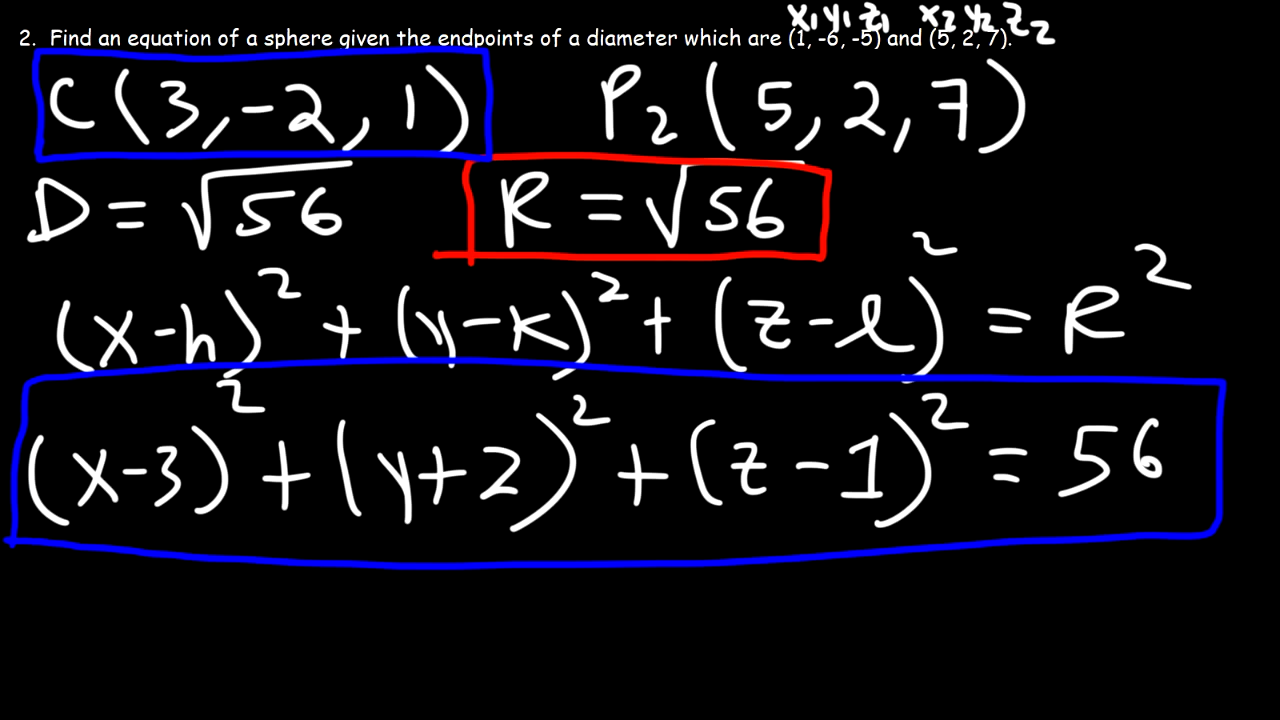 x₁ y₁ z₁ x₂ y₂ z₂
2. Find an equation of a sphere given the endpoints of a diameter which are (1, -6, -5) and (5, 2, 7).
C(3, -2, 1) P₂(5, 2, 7)
D = √56 R = √56
(x-h)² + (y-k)² + (z-l)² = R²
(x-3)² + (y+2)² + (z-1)² = 56